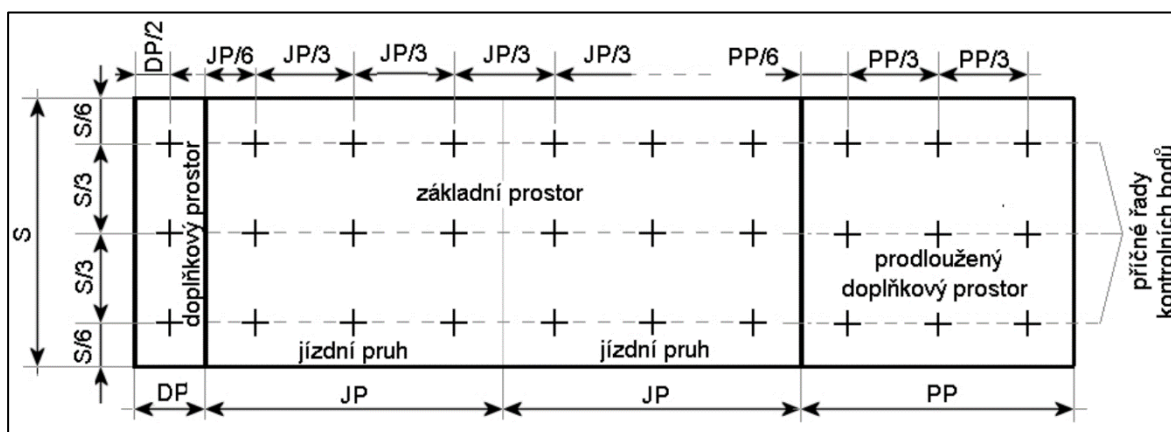 DP/2
JP/6
JP/3
JP/3
JP/3
JP/3
PP/6
PP/3
PP/3
S
S/6
S/3
S/3
S/6
doplňkový prostor
základní prostor
prodloužený
doplňkový prostor
příčné řady
kontrolních bodů
jízdní pruh
jízdní pruh
DP
JP
JP
PP